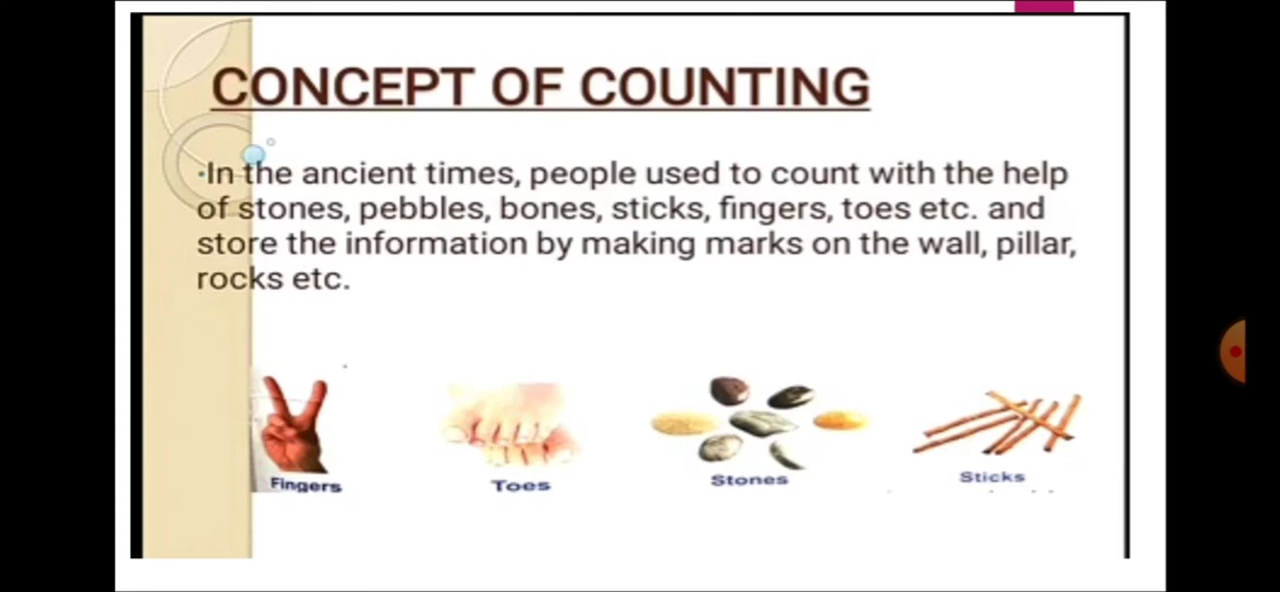 CONCEPT OF COUNTING
•In the ancient times, people used to count with the help
of stones, pebbles, bones, sticks, fingers, toes etc. and
store the information by making marks on the wall, pillar,
rocks etc.
Fingers
Toes
Stones
Sticks